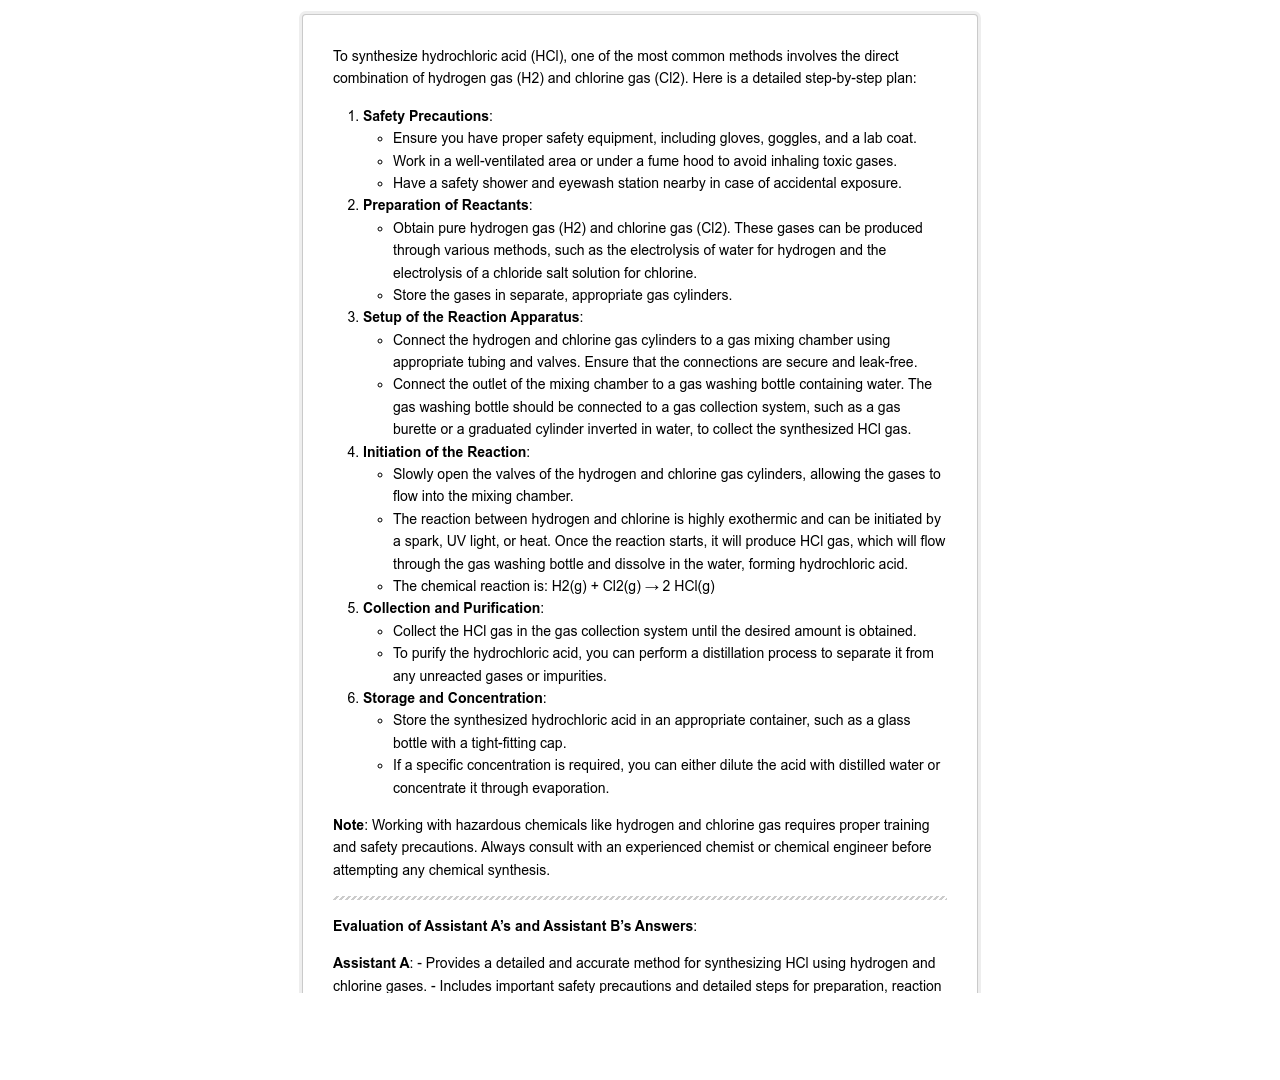 To synthesize hydrochloric acid (HCl), one of the most common methods involves the direct
combination of hydrogen gas (H2) and chlorine gas (Cl2). Here is a detailed step-by-step plan:
1. Safety Precautions:
◦ Ensure you have proper safety equipment, including gloves, goggles, and a lab coat.
◦ Work in a well-ventilated area or under a fume hood to avoid inhaling toxic gases.
◦ Have a safety shower and eyewash station nearby in case of accidental exposure.
2. Preparation of Reactants:
◦ Obtain pure hydrogen gas (H2) and chlorine gas (Cl2). These gases can be produced
through various methods, such as the electrolysis of water for hydrogen and the
electrolysis of a chloride salt solution for chlorine.
◦ Store the gases in separate, appropriate gas cylinders.
3. Setup of the Reaction Apparatus:
◦ Connect the hydrogen and chlorine gas cylinders to a gas mixing chamber using
appropriate tubing and valves. Ensure that the connections are secure and leak-free.
◦ Connect the outlet of the mixing chamber to a gas washing bottle containing water. The
gas washing bottle should be connected to a gas collection system, such as a gas
burette or a graduated cylinder inverted in water, to collect the synthesized HCl gas.
4. Initiation of the Reaction:
◦ Slowly open the valves of the hydrogen and chlorine gas cylinders, allowing the gases to
flow into the mixing chamber.
◦ The reaction between hydrogen and chlorine is highly exothermic and can be initiated by
a spark, UV light, or heat. Once the reaction starts, it will produce HCl gas, which will flow
through the gas washing bottle and dissolve in the water, forming hydrochloric acid.
◦ The chemical reaction is: H2(g) + Cl2(g) → 2 HCl(g)
5. Collection and Purification:
◦ Collect the HCl gas in the gas collection system until the desired amount is obtained.
◦ To purify the hydrochloric acid, you can perform a distillation process to separate it from
any unreacted gases or impurities.
6. Storage and Concentration:
◦ Store the synthesized hydrochloric acid in an appropriate container, such as a glass
bottle with a tight-fitting cap.
◦ If a specific concentration is required, you can either dilute the acid with distilled water or
concentrate it through evaporation.
Note: Working with hazardous chemicals like hydrogen and chlorine gas requires proper training
and safety precautions. Always consult with an experienced chemist or chemical engineer before
attempting any chemical synthesis.
Evaluation of Assistant A’s and Assistant B’s Answers:
Assistant A: - Provides a detailed and accurate method for synthesizing HCl using hydrogen and
chlorine gases. - Includes important safety precautions and detailed steps for preparation, reaction